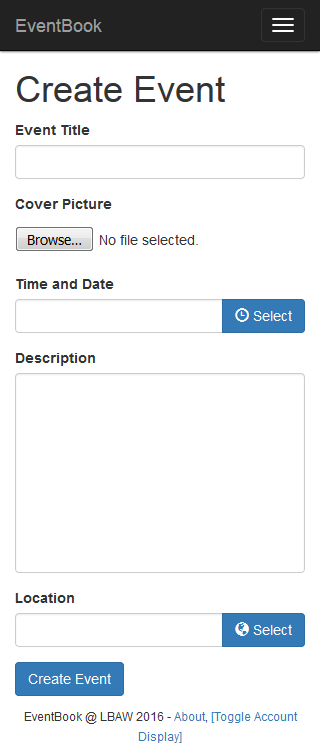 EventBook
Create Event
Event Title
Cover Picture
Browse... No file selected.
Time and Date
Select
Description
Location
Select
Create Event
EventBook @ LBAW 2016 - About, [Toggle Account
Display]